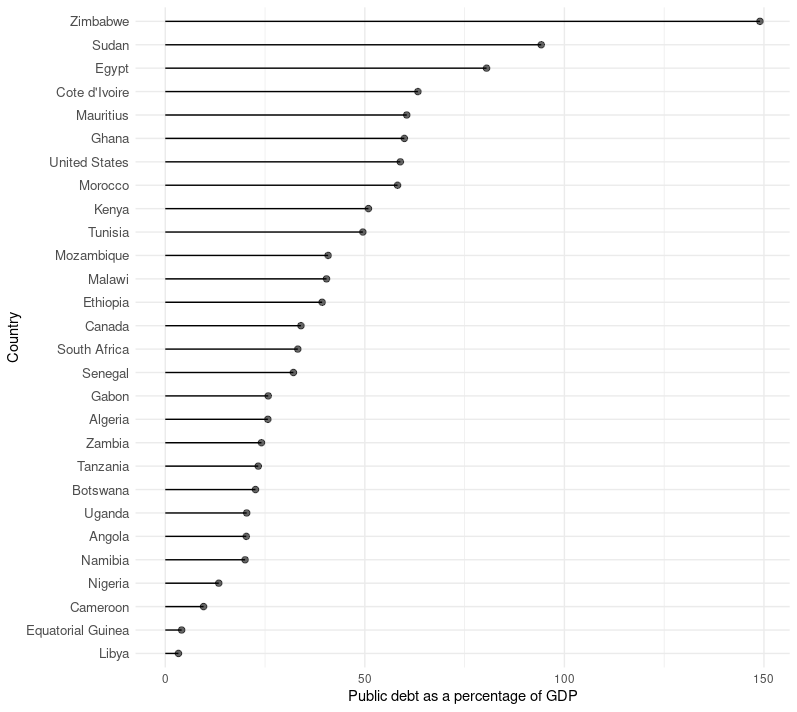 Zimbabwe
Sudan
Egypt
Cote d'Ivoire
Mauritius
Ghana
United States
Morocco
Kenya
Tunisia
Mozambique
Malawi
Ethiopia
Canada
South Africa
Senegal
Gabon
Algeria
Zambia
Tanzania
Botswana
Uganda
Angola
Namibia
Nigeria
Cameroon
Equatorial Guinea
Libya
Country
0 50 100 150
Public debt as a percentage of GDP